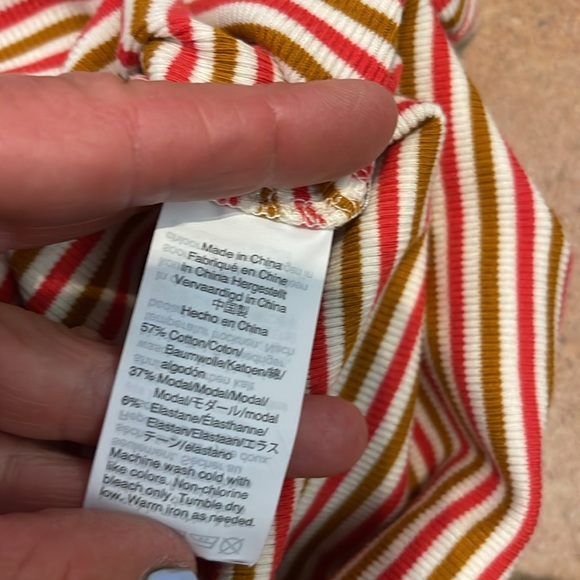 Made in China
Fabriqué en Chine
in China Hergestellt
Vervaardigd in China
中国製
Hecho en China
57% Cotton/Coton/
Baumwolle/Katoen/綿/
algodón
37% Modal/Modal/Modal/
Modal/モダール/modal
6% Elastane/Élasthanne/
Elasthan/Elastaan/エラス
テーン/elastano
Machine wash cold with
like colors. Non-chlorine
bleach only. Tumble dry
low. Warm iron as needed.